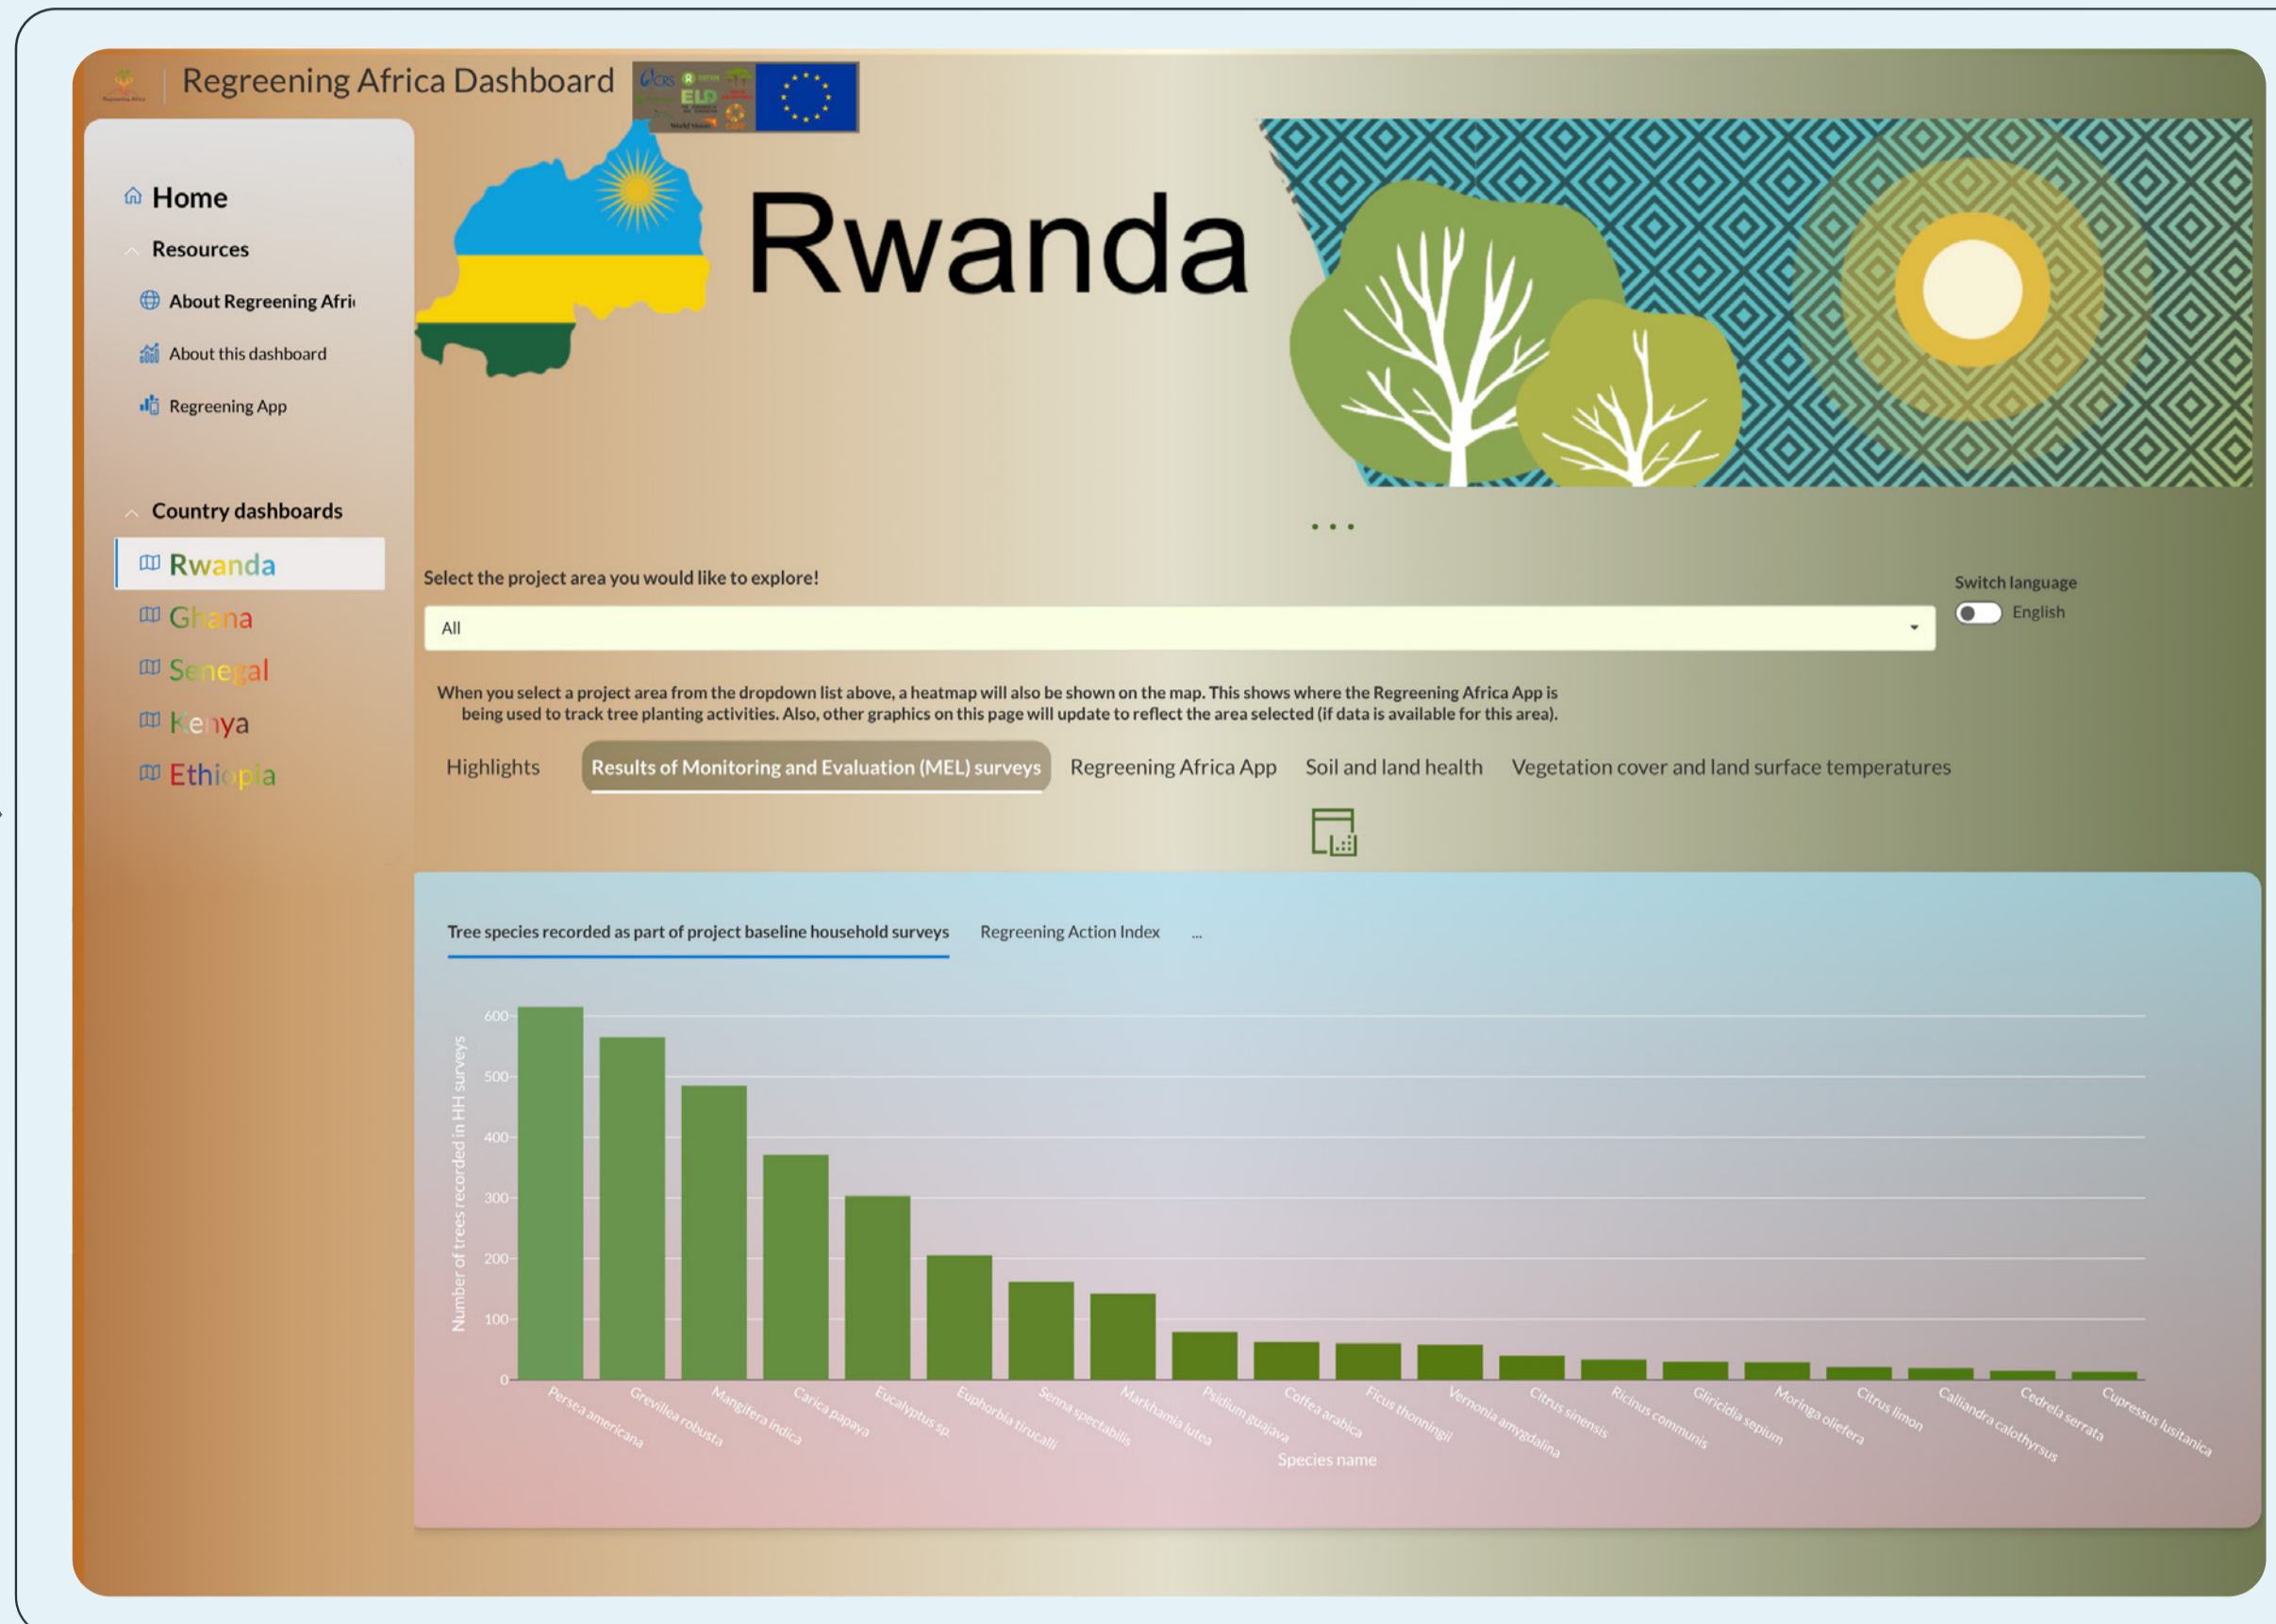 Regreening Africa Dashboard
CRS
ELD
World Vision
Home
Resources
About Regreening Afri
About this dashboard
Regreening App
Country dashboards
Rwanda
Ghana
Senegal
Kenya
Ethiopia
Rwanda
Select the project area you would like to explore!
All
Switch language
English
When you select a project area from the dropdown list above, a heatmap will also be shown on the map. This shows where the Regreening Africa App is
being used to track tree planting activities. Also, other graphics on this page will update to reflect the area selected (if data is available for this area).
Highlights Results of Monitoring and Evaluation (MEL) surveys Regreening Africa App Soil and land health Vegetation cover and land surface temperatures
Tree species recorded as part of project baseline household surveys Regreening Action Index ...
Number of trees recorded in HH surveys
600
500
400
300
200
100
0
Persea americana
Grevillea robusta
Mangifera indica
Carica papaya
Eucalyptus sp.
Euphorbia tirucalli
Senna spectabilis
Markhamia lutea
Psidium guajava
Coffea arabica
Ficus thonningii
Vernonia amygdalina
Citrus sinensis
Ricinus communis
Gliricidia sepium
Moringa oliefera
Citrus limon
Calliandra calothyrsus
Cedrela serrata
Cupressus lusitanica
Species name